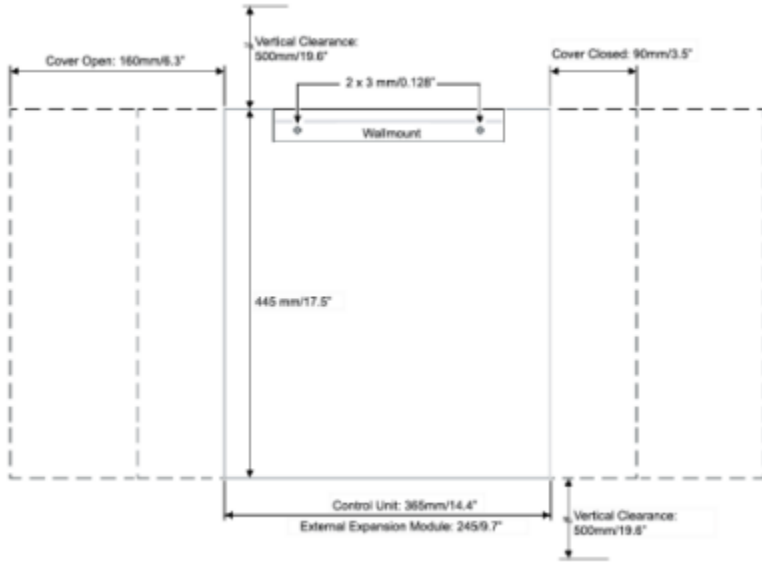 Vertical Clearance:
500mm/19.6"
Cover Open: 160mm/6.3"
Cover Closed: 90mm/3.5"
2 x 3 mm/0.128"
Wallmount
445 mm/17.5"
Control Unit: 365mm/14.4"
External Expansion Module: 245/9.7"
Vertical Clearance:
500mm/19.6"